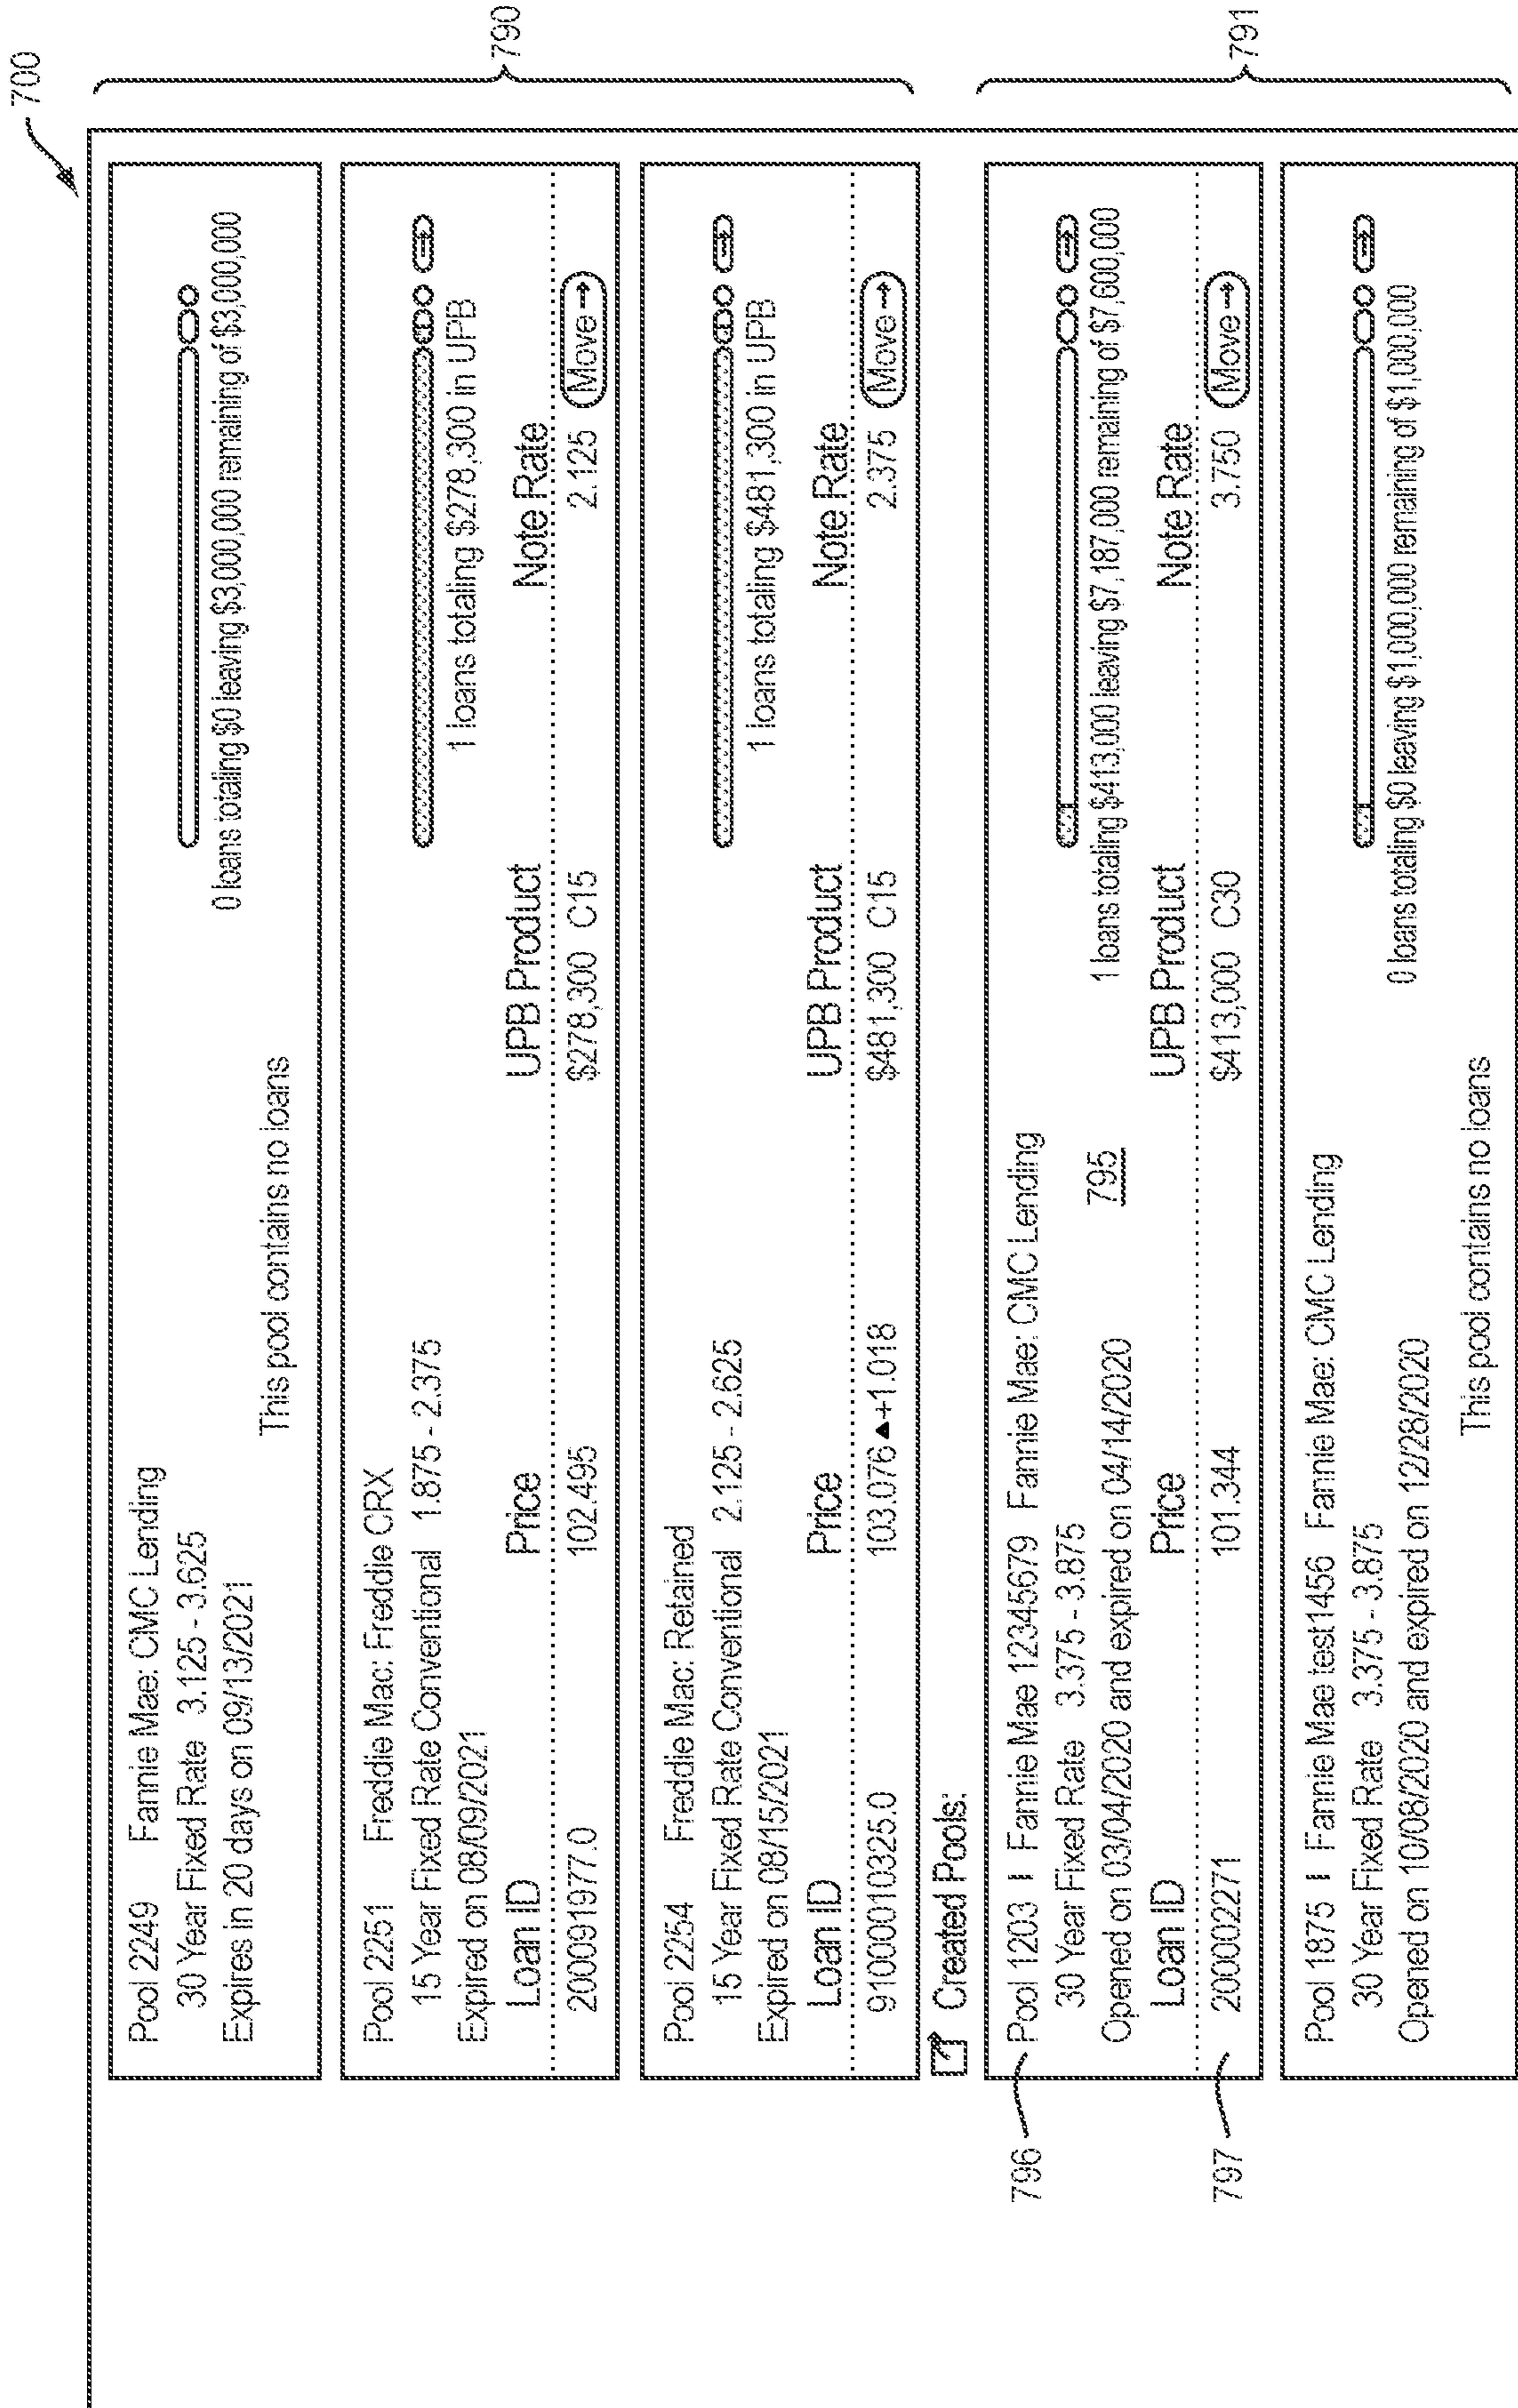 700
Pool 2249 Fannie Mae: CMC Lending
30 Year Fixed Rate 3.125 - 3.625
Expires in 20 days on 09/13/2021
0 loans totaling $0 leaving $3,000,000 remaining of $3,000,000
This pool contains no loans
790
Pool 2251 Freddie Mac: Freddie CRX
15 Year Fixed Rate Conventional 1.875 - 2.375
Expired on 08/09/2021
1 loans totaling $278,300 in UPB
Loan ID Price UPB Product Note Rate
200091977.0 102.495 $278,300 C15 2.125 Move→
Pool 2254 Freddie Mac: Retained
15 Year Fixed Rate Conventional 2.125 - 2.625
Expired on 08/15/2021
1 loans totaling $481,300 in UPB
Loan ID Price UPB Product Note Rate
9100001032​5.0 103.076▲+1.018 $481,300 C15 2.375 Move→
Created Pools:
791
796
Pool 1203 I Fannie Mae 12345679 Fannie Mae: CMC Lending
30 Year Fixed Rate 3.375 - 3.875
795
Opened on 03/04/2020 and expired on 04/14/2020
1 loans totaling $413,000 leaving $7,187,000 remaining of $7,600,000
Loan ID Price UPB Product Note Rate
797
200002271 101.344 $413,000 C30 3.750 Move→
Pool 1875 I Fannie Mae test1456 Fannie Mae: CMC Lending
30 Year Fixed Rate 3.375 - 3.875
Opened on 10/08/2020 and expired on 12/28/2020
0 loans totaling $0 leaving $1,000,000 remaining of $1,000,000
This pool contains no loans